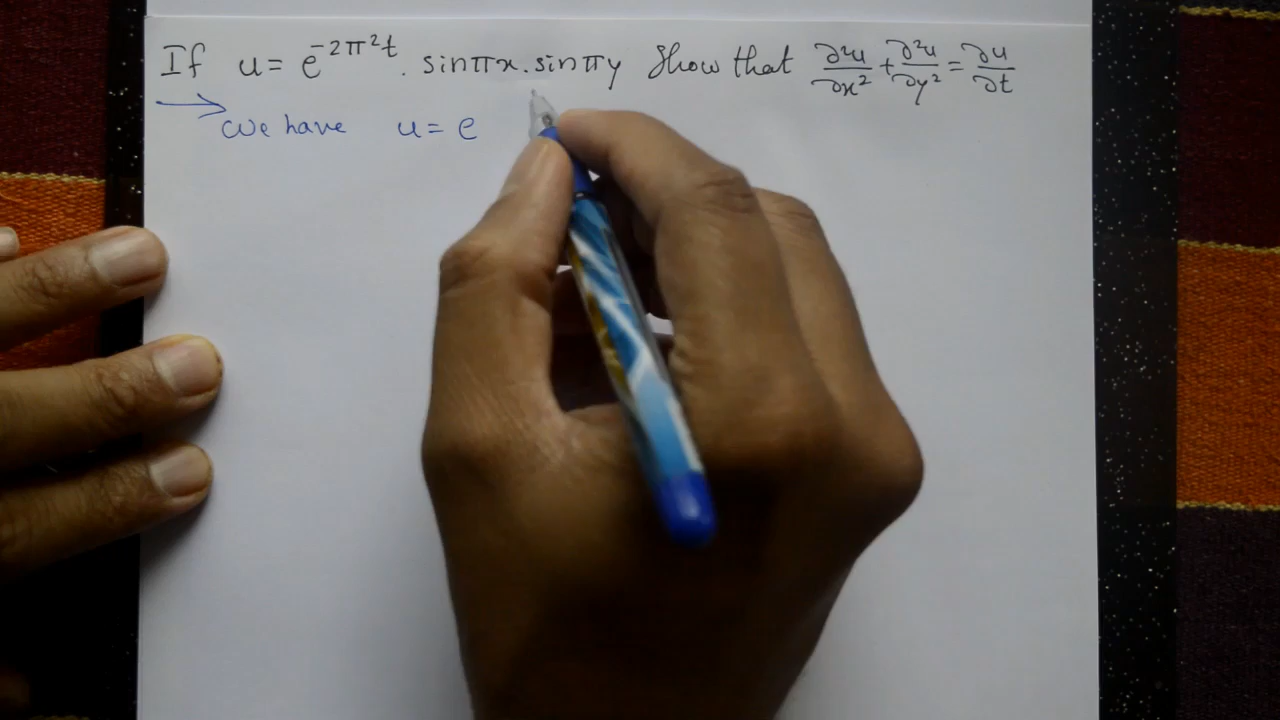 If u = e^{-2π²t} . sinπx . sinπy Show that ∂²u/∂x² + ∂²u/∂y² = ∂u/∂t
We have u = e